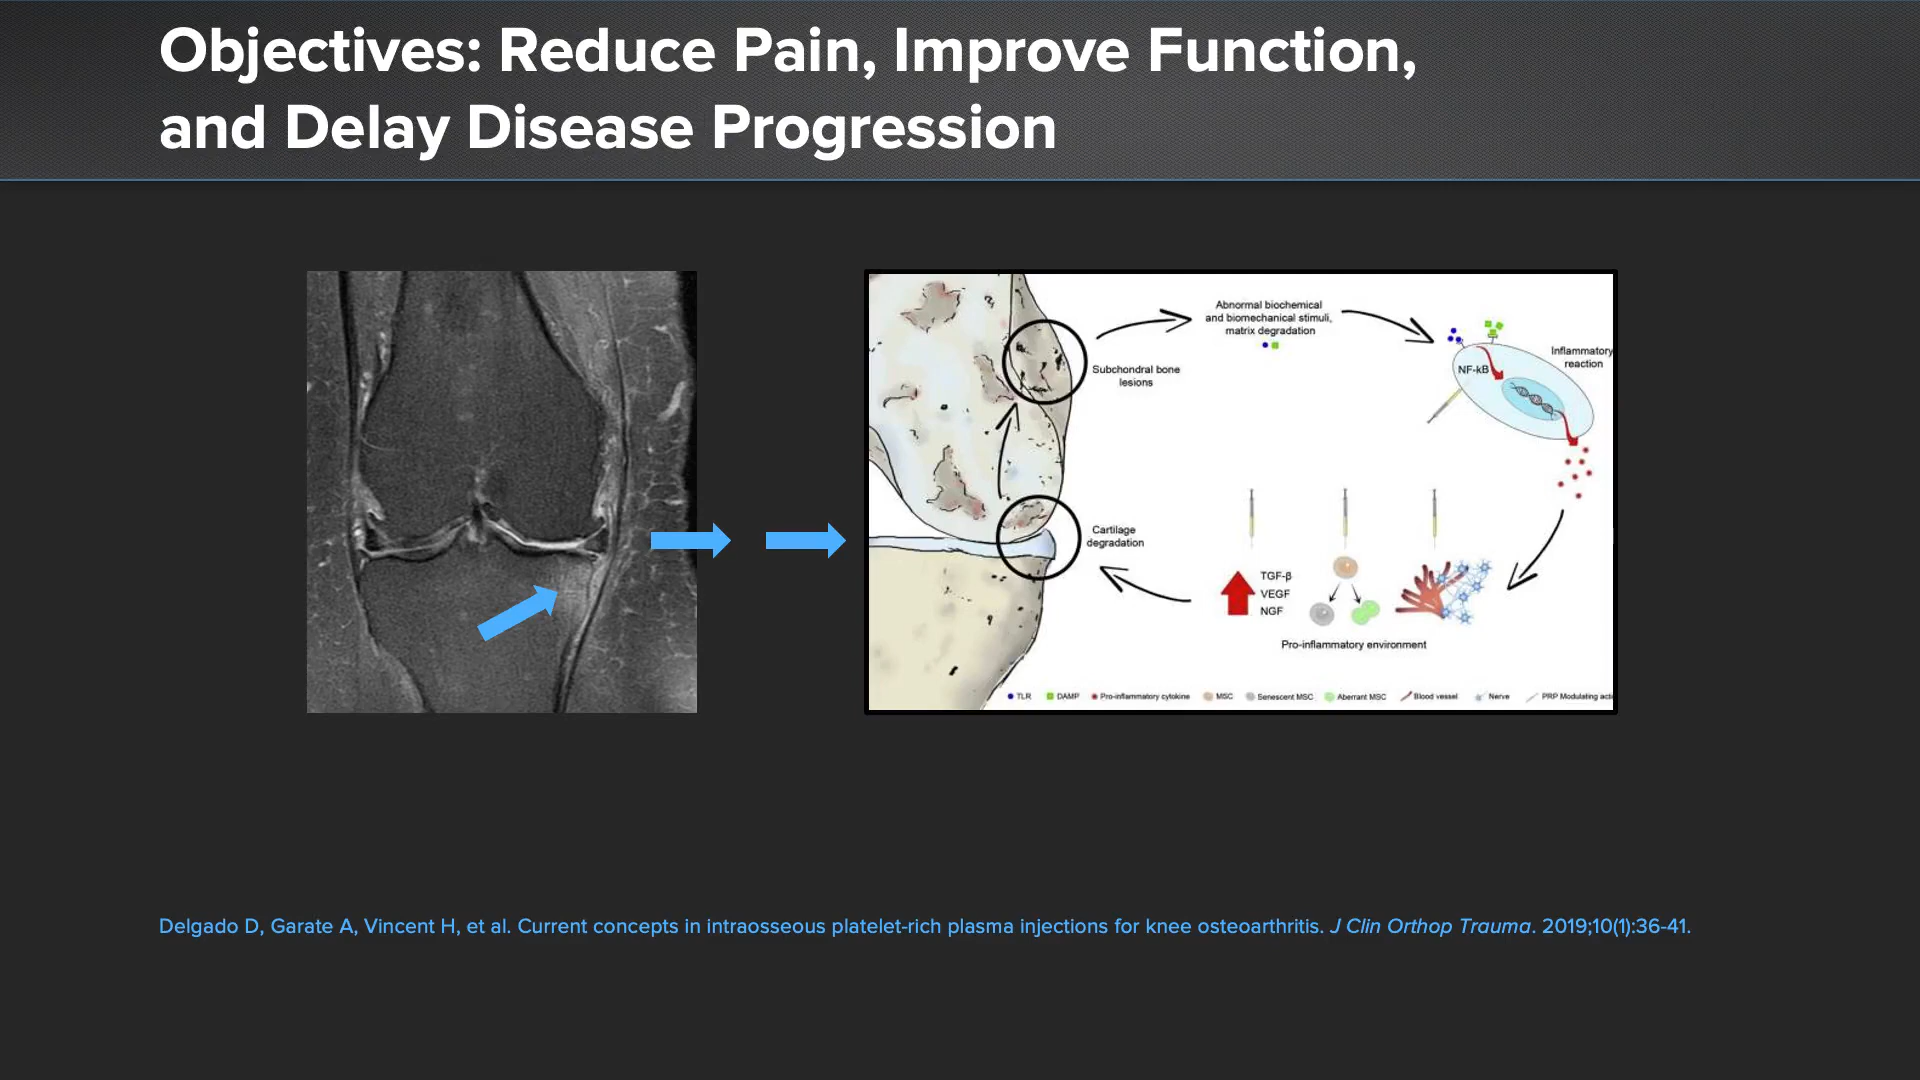 Objectives: Reduce Pain, Improve Function,
and Delay Disease Progression
Abnormal biochemical
and biomechanical stimuli,
matrix degradation
Inflammatory
reaction
NF-kB
Subchondral bone
lesions
Cartilage
degradation
TGF-β
VEGF
NGF
Pro-inflammatory environment
TLR DAMP Pro-inflammatory cytokine MSC Senescent MSC Aberrant MSC Blood vessel Nerve PRP Modulating
Delgado D, Garate A, Vincent H, et al. Current concepts in intraosseous platelet-rich plasma injections for knee osteoarthritis. J Clin Orthop Trauma. 2019;10(1):36-41.